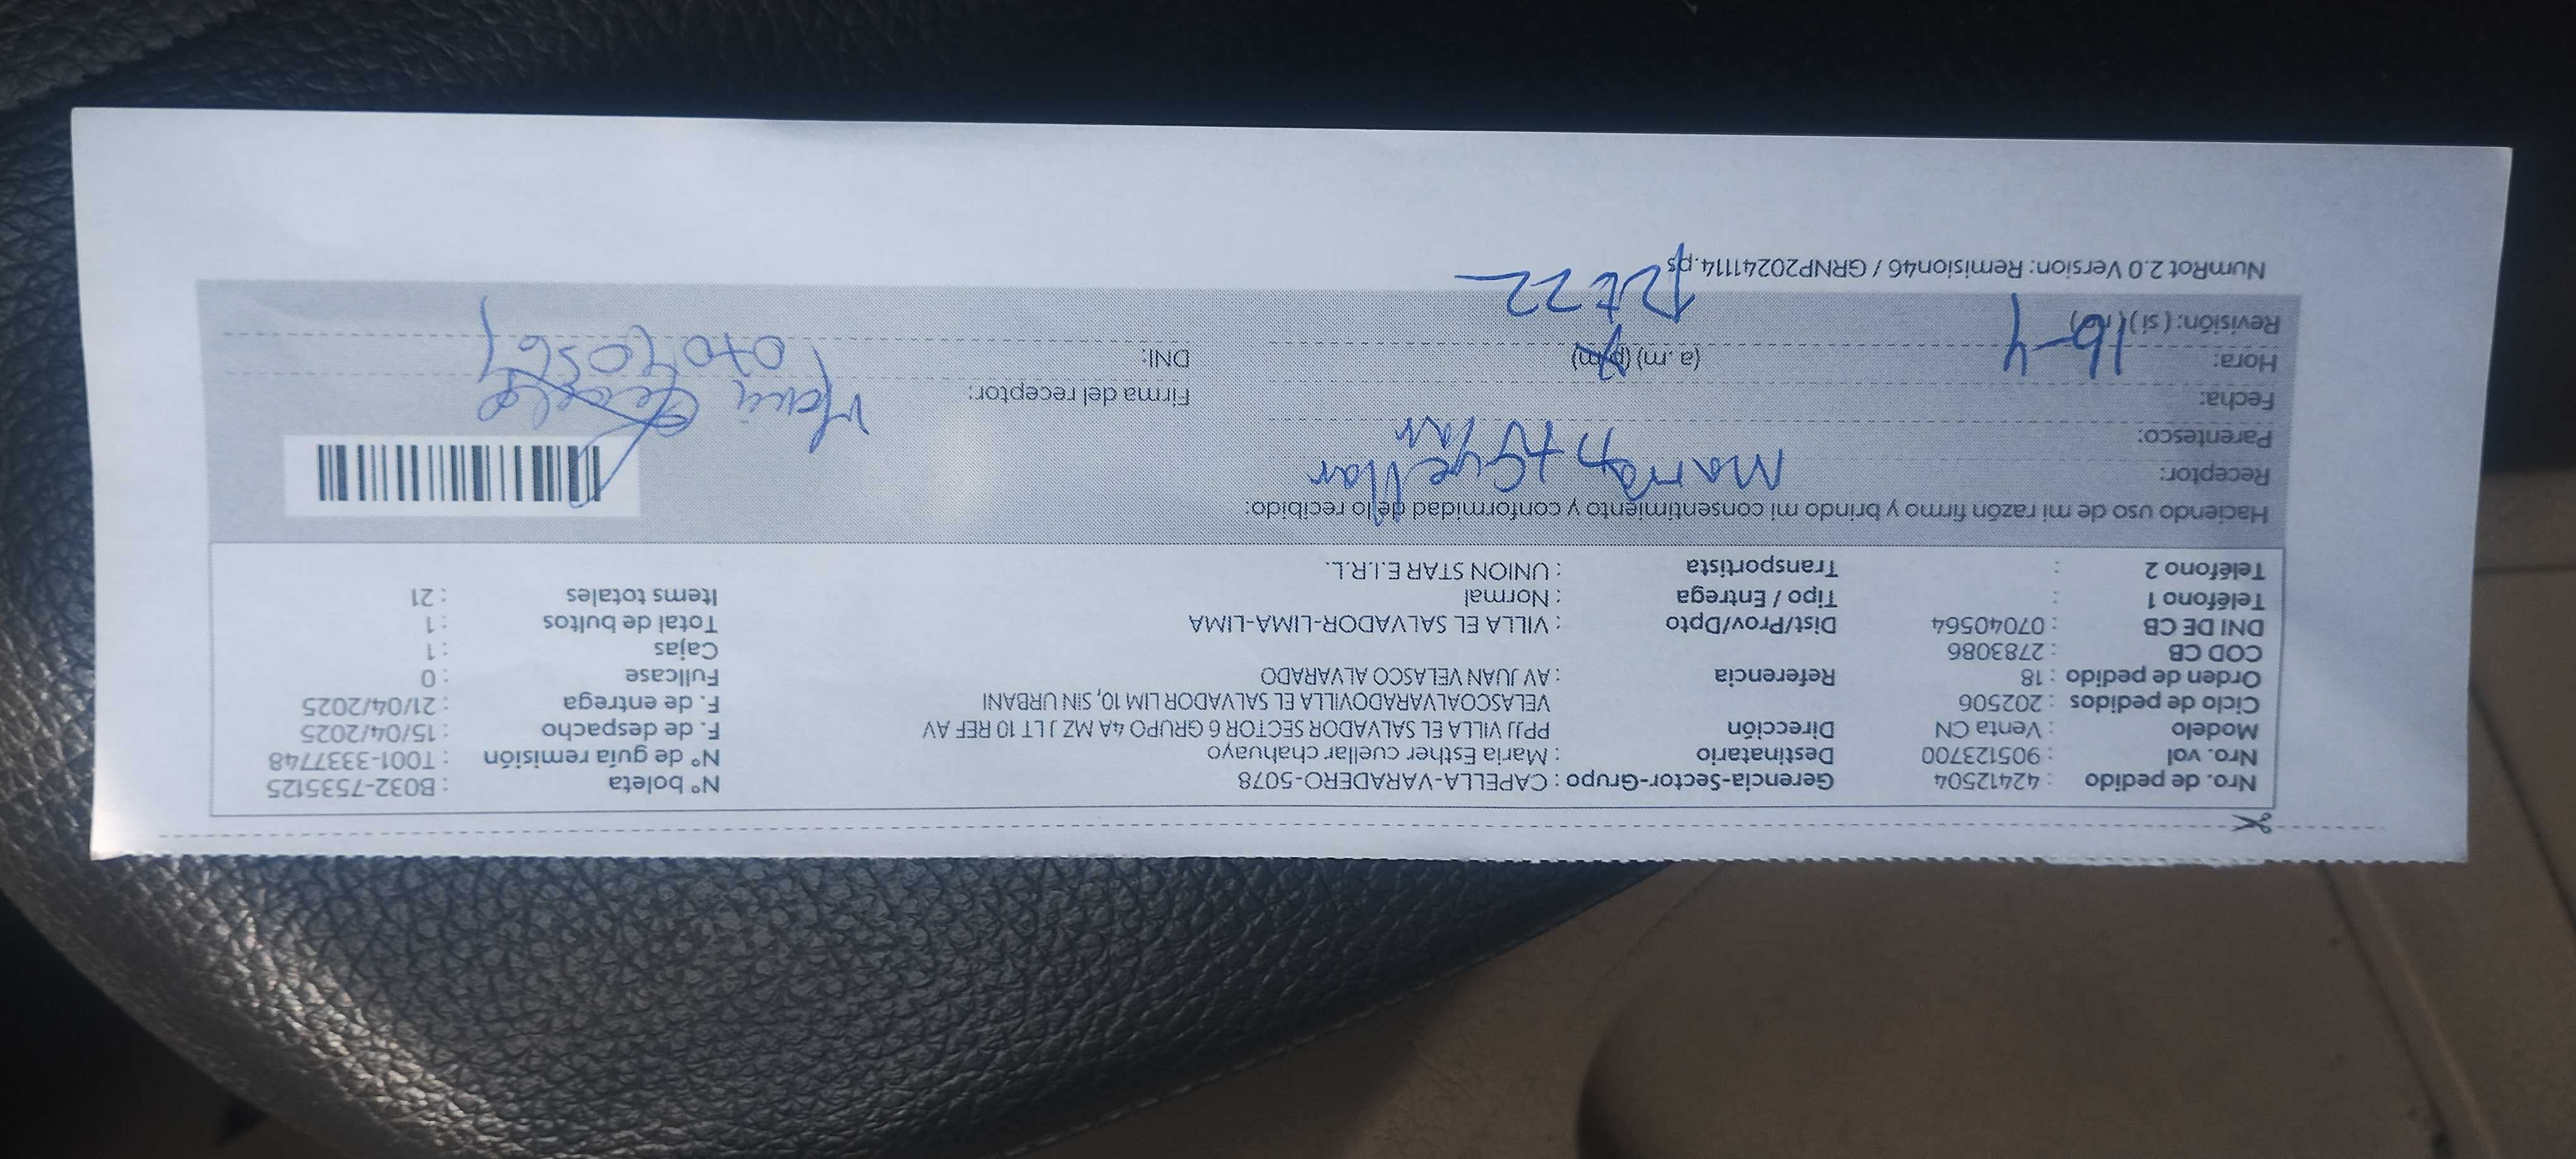 Nro. de pedido : 42412504 Gerencia-Sector-Grupo : CAPELLA-VARADERO-5078 N° boleta : B032-7535125
Nro. vol : 905123700 Destinatario : Maria Esther cuellar chahuayo N° de guía remisión : T001-3337748
Modelo : Venta CN Dirección PPJJ VILLA EL SALVADOR SECTOR 6 GRUPO 4A MZ J LT 10 REF AV F. de despacho : 15/04/2025
Ciclo de pedidos : 202506 VELASCOALVARADOVILLA EL SALVADOR LIM 10, SIN URBANI F. de entrega : 21/04/2025
Orden de pedido : 18 Referencia : AV JUAN VELASCO ALVARADO Fullcase : 0
COD CB : 2783086 Cajas : 1
DNI DE CB : 07040564 Dist/Prov/Dpto : VILLA EL SALVADOR-LIMA-LIMA Total de bultos : 1
Teléfono 1 : Tipo / Entrega : Normal Items totales : 21
Teléfono 2 : Transportista : UNION STAR E.I.R.L.
Haciendo uso de mi razón firmo y brindo mi consentimiento y conformidad de lo recibido:
Receptor:
Parentesco:
Fecha: Firma del receptor:
Hora: 16-4 (a. m) (p. m) DNI:
Revisión: ( si ) ( no )
NumRot 2.0 Version: Remision46 / GRNP20241114.ps